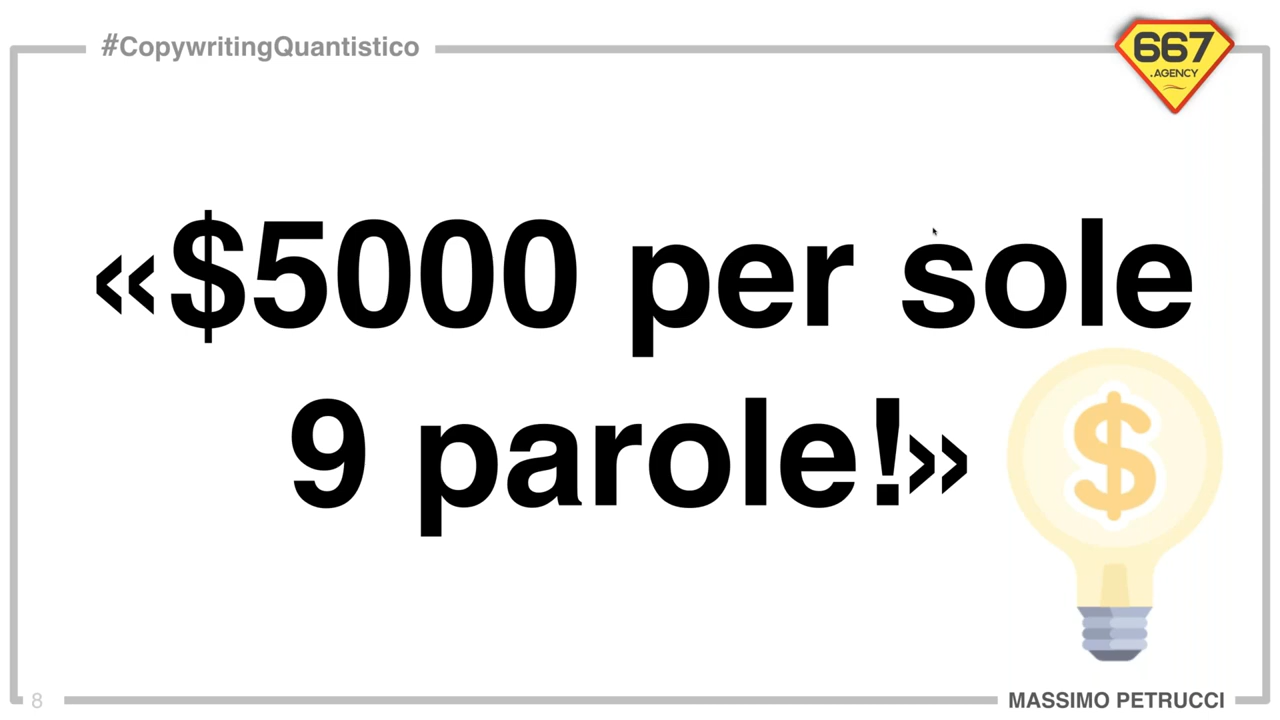 #CopywritingQuantistico
667
.AGENCY
«$5000 per sole
9 parole!»
$
8
MASSIMO PETRUCCI